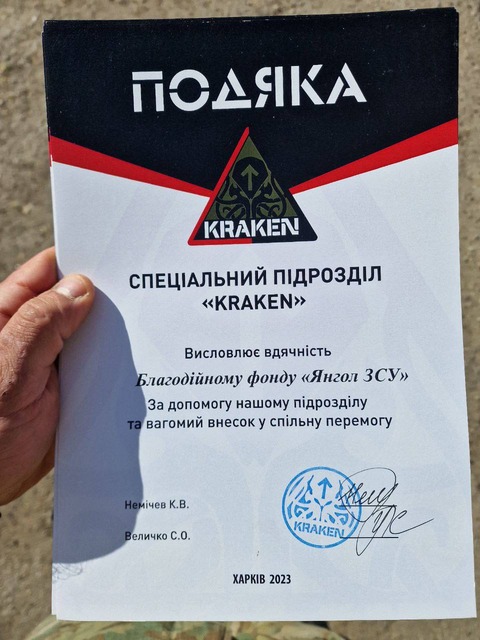 ПОДЯКА
KRAKEN
СПЕЦІАЛЬНИЙ ПІДРОЗДІЛ
«KRAKEN»
Висловлює вдячність
Благодійному фонду «Янгол ЗСУ»
За допомогу нашому підрозділу
та вагомий внесок у спільну перемогу
Немічев К.В.
Величко С.О.
KRAKEN
ХАРКІВ 2023